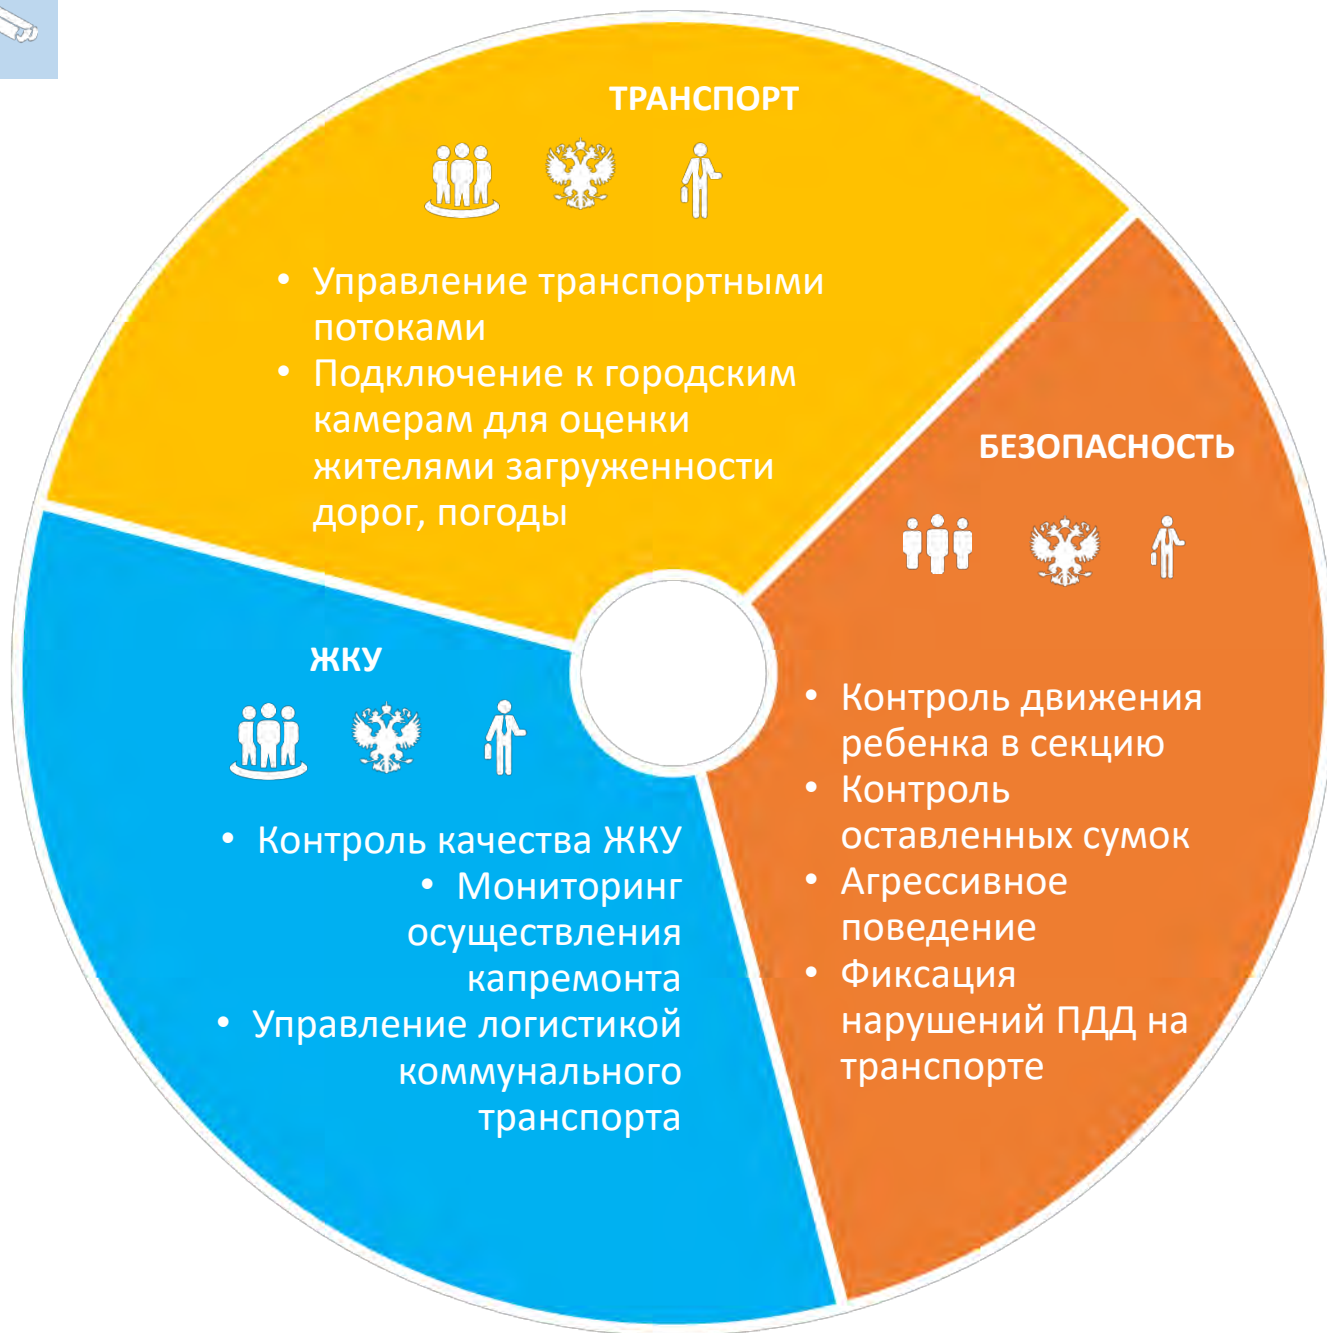 ТРАНСПОРТ
• Управление транспортными
потоками
• Подключение к городским
камерам для оценки
жителями загруженности
дорог, погоды
БЕЗОПАСНОСТЬ
• Контроль движения
ребенка в секцию
• Контроль
оставленных сумок
• Агрессивное
поведение
• Фиксация
нарушений ПДД на
транспорте
ЖКУ
• Контроль качества ЖКУ
• Мониторинг
осуществления
капремонта
• Управление логистикой
коммунального
транспорта